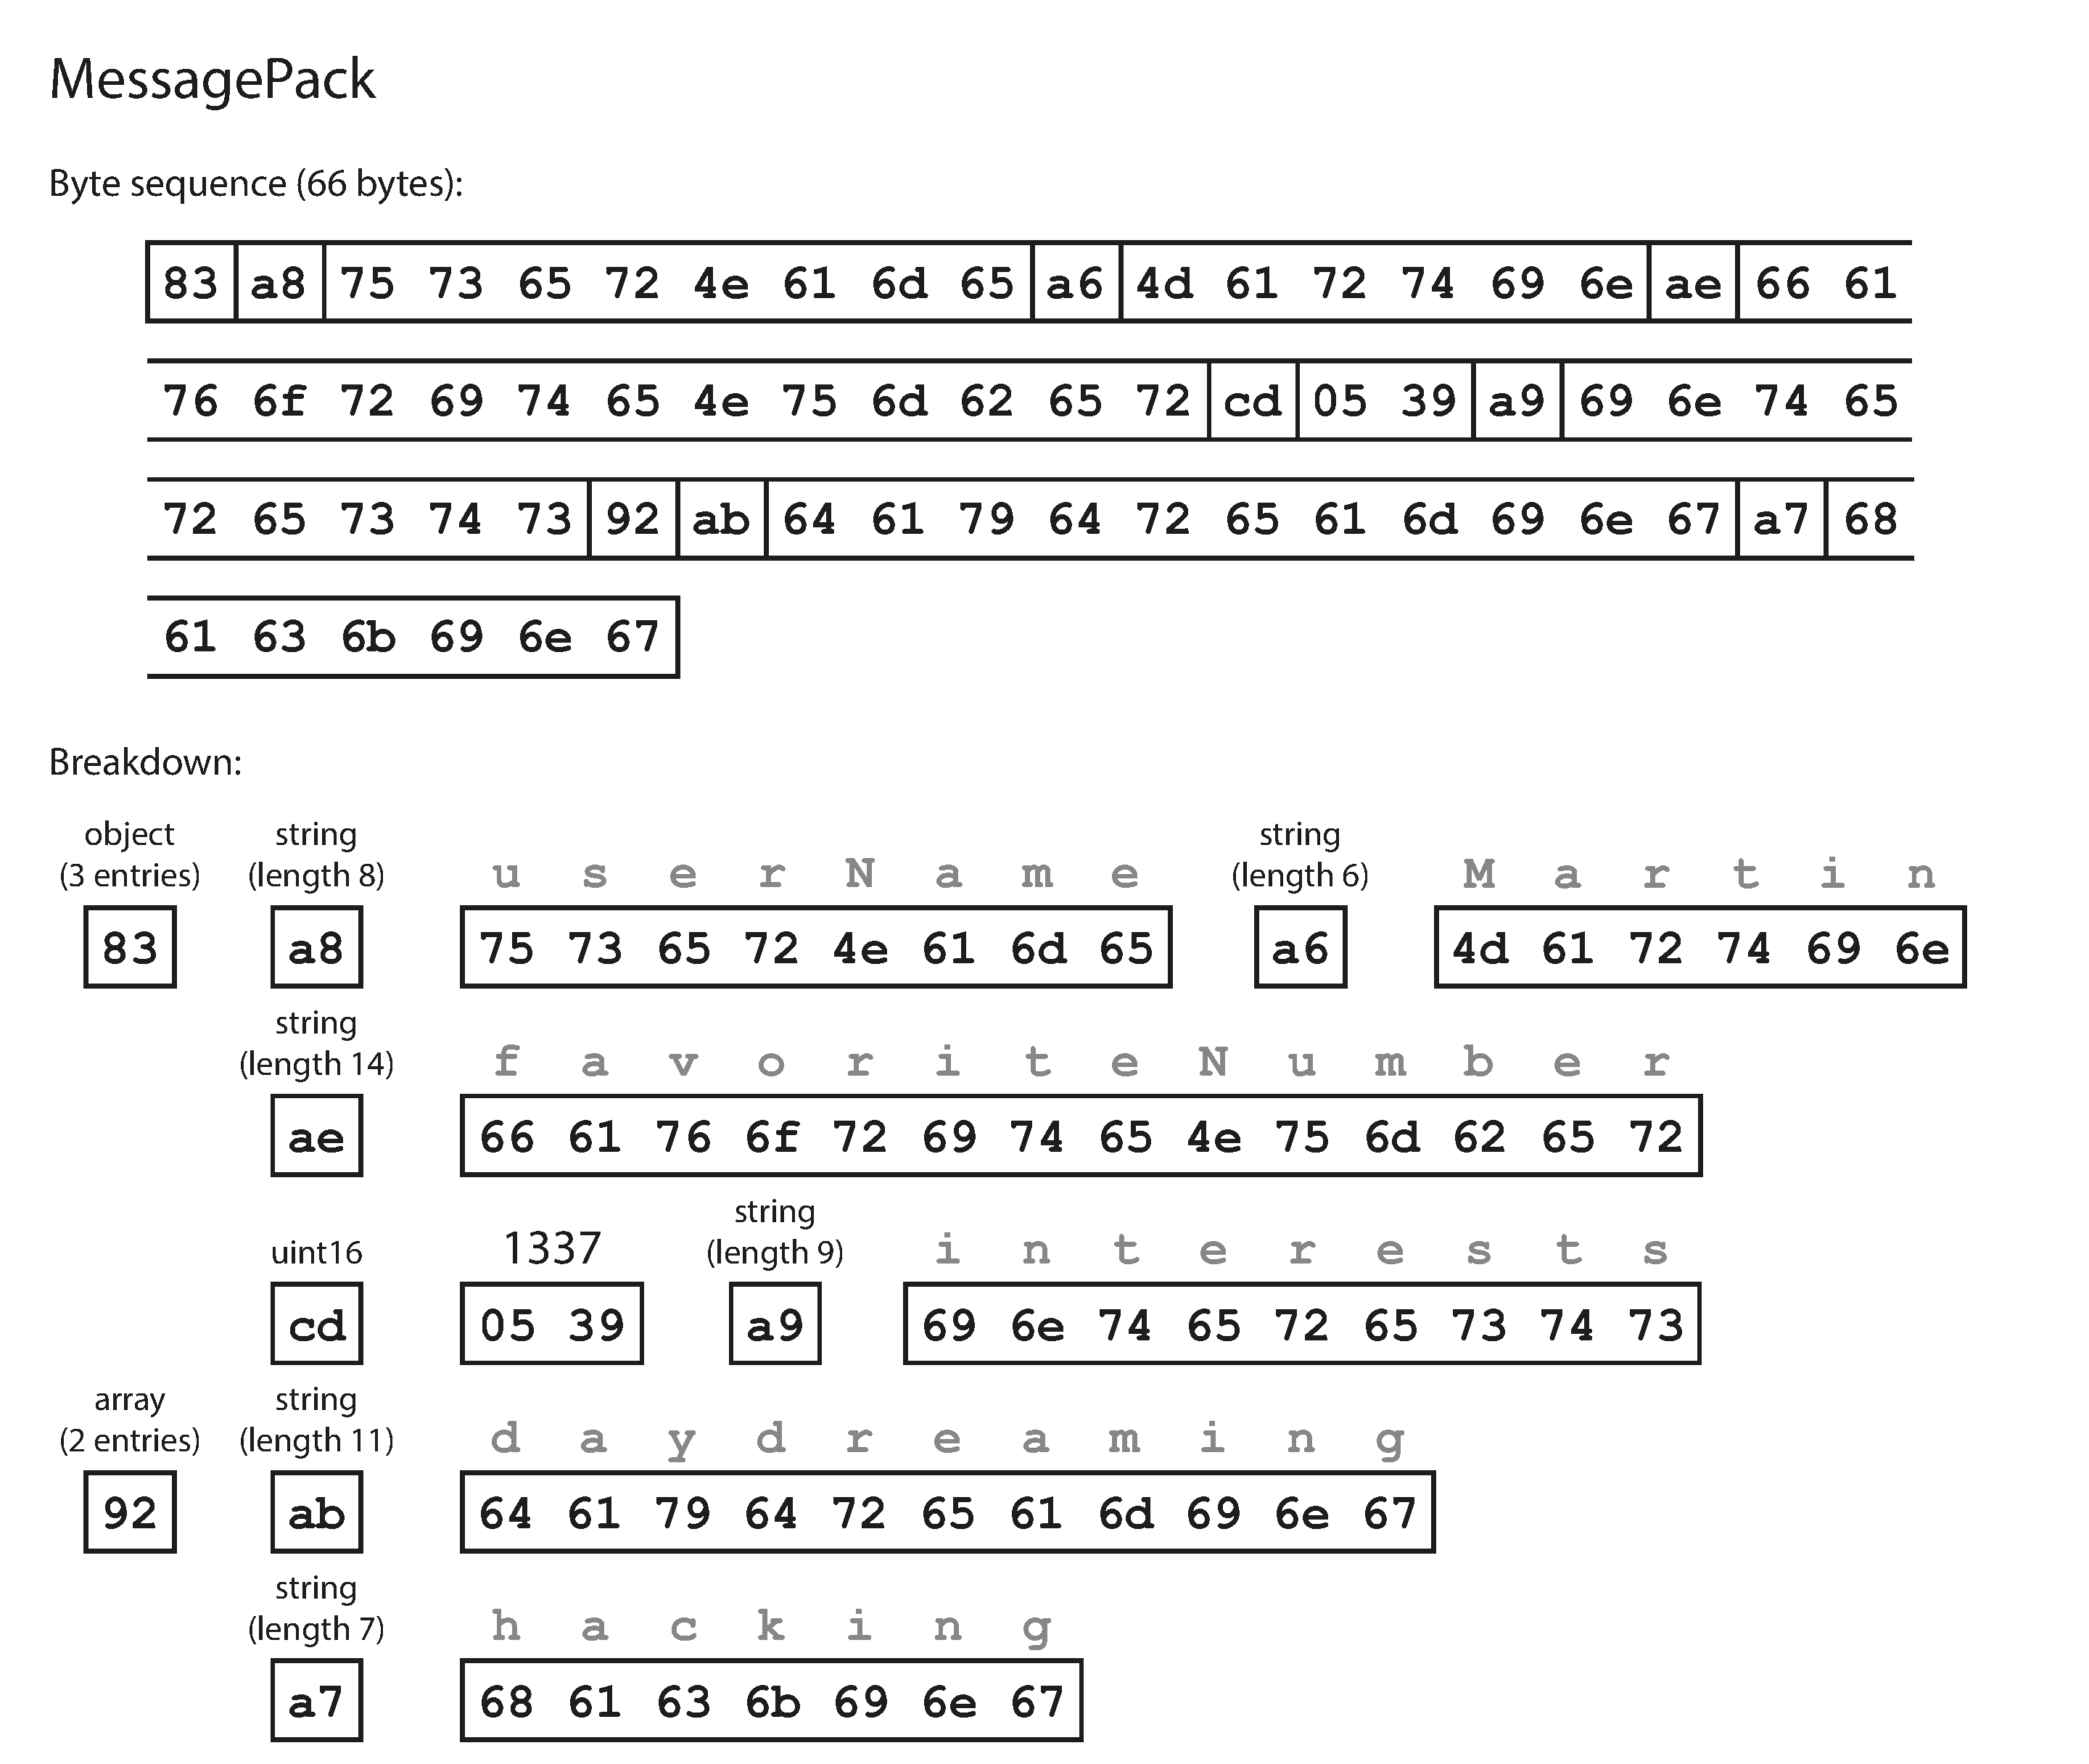 MessagePack
Byte sequence (66 bytes):
83 a8 75 73 65 72 4e 61 6d 65 a6 4d 61 72 74 69 6e ae 66 61
76 6f 72 69 74 65 4e 75 6d 62 65 72 cd 05 39 a9 69 6e 74 65
72 65 73 74 73 92 ab 64 61 79 64 72 65 61 6d 69 6e 67 a7 68
61 63 6b 69 6e 67
Breakdown:
object string string
(3 entries) (length 8) u s e r N a m e (length 6) M a r t i n
83 a8 75 73 65 72 4e 61 6d 65 a6 4d 61 72 74 69 6e
string
(length 14) f a v o r i t e N u m b e r
ae 66 61 76 6f 72 69 74 65 4e 75 6d 62 65 72
string
uint16 1337 (length 9) i n t e r e s t s
cd 05 39 a9 69 6e 74 65 72 65 73 74 73
array string
(2 entries) (length 11) d a y d r e a m i n g
92 ab 64 61 79 64 72 65 61 6d 69 6e 67
string
(length 7) h a c k i n g
a7 68 61 63 6b 69 6e 67